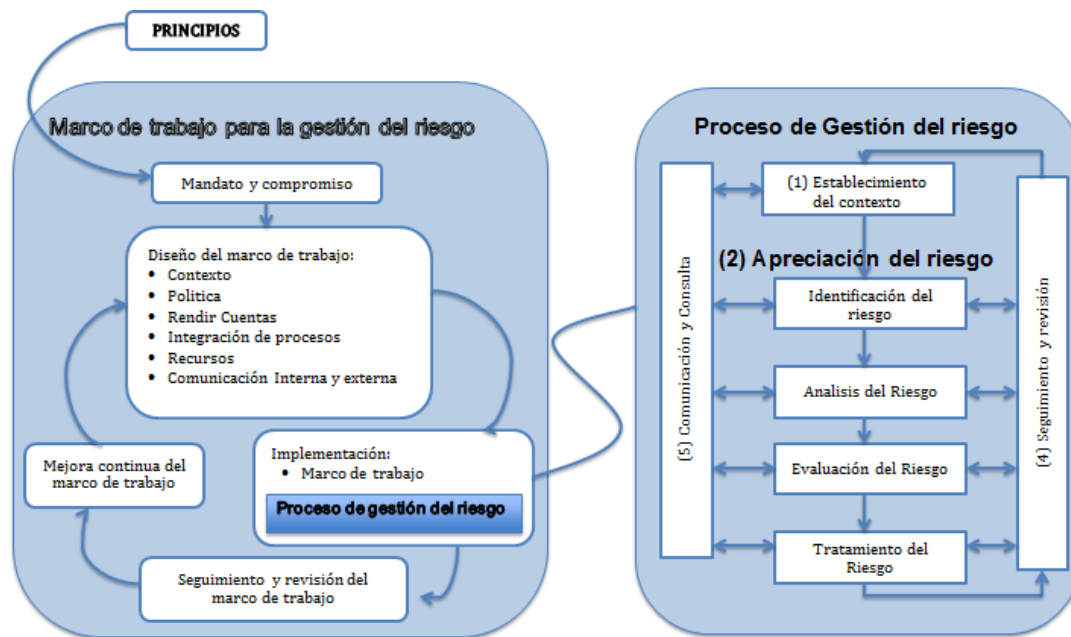 PRINCIPIOS
Marco de trabajo para la gestión del riesgo
Mandato y compromiso
Diseño del marco de trabajo:
• Contexto
• Politica
• Rendir Cuentas
• Integración de procesos
• Recursos
• Comunicación Interna y externa
Implementación:
• Marco de trabajo
Proceso de gestión del riesgo
Mejora continua del
marco de trabajo
Seguimiento y revisión del
marco de trabajo
Proceso de Gestión del riesgo
(1) Establecimiento
del contexto
(2) Apreciación del riesgo
Identificación del
riesgo
Analisis del Riesgo
Evaluación del Riesgo
Tratamiento del
Riesgo
(5) Comunicación y Consulta
(4) Seguimiento y revisión